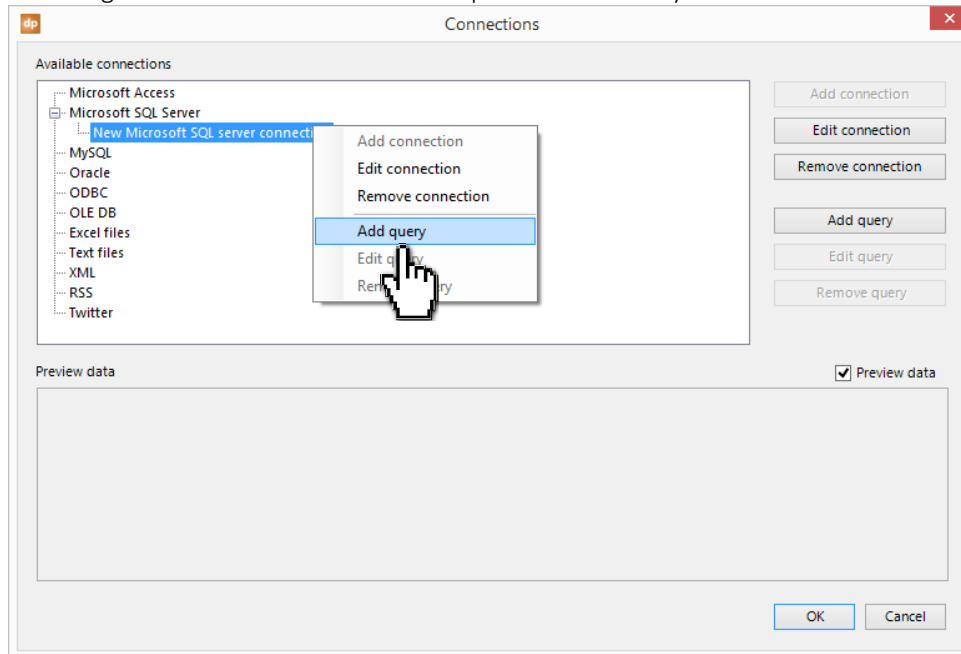 dp
Connections
Available connections
Microsoft Access
Microsoft SQL Server
New Microsoft SQL server connecti
MySQL
Oracle
ODBC
OLE DB
Excel files
Text files
XML
RSS
Twitter
Add connection
Edit connection
Remove connection
Add query
Edit query
Add connection
Edit connection
Remove connection
Add query
Edit query
Remove query
Preview data
Preview data
OK
Cancel